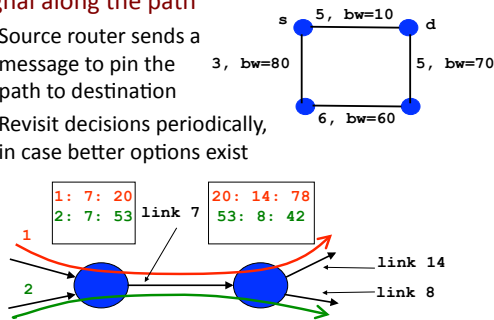 gnal along the path
Source router sends a
message to pin the
path to destination
Revisit decisions periodically,
in case better options exist
s 5, bw=10 d
3, bw=80 5, bw=70
6, bw=60
1: 7: 20
2: 7: 53
link 7
20: 14: 78
53: 8: 42
1
2
link 14
link 8